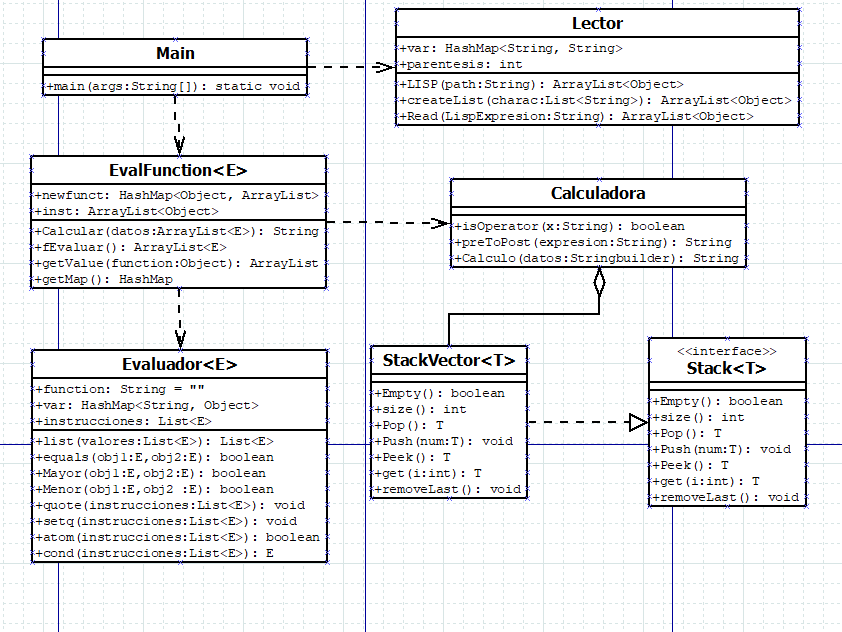 Main
+main(args:String[]): static void
Lector
+var: HashMap<String, String>
+parentesis: int
+LISP(path:String): ArrayList<Object>
+createList(charac:List<String>): ArrayList<Object>
+Read(LispExpresion:String): ArrayList<Object>
EvalFunction<E>
+newfunct: HashMap<Object, ArrayList>
+inst: ArrayList<Object>
+Calcular(datos:ArrayList<E>): String
+fEvaluar(): ArrayList<E>
+getValue(function:Object): ArrayList
+getMap(): HashMap
Calculadora
+isOperator(x:String): boolean
+preToPost(expresion:String): String
+Calculo(datos:Stringbuilder): String
Evaluador<E>
+function: String = ""
+var: HashMap<String, Object>
+instrucciones: List<E>
+list(valores:List<E>): List<E>
+equals(obj1:E,obj2:E): boolean
+Mayor(obj1:E,obj2:E): boolean
+Menor(obj1:E,obj2 :E): boolean
+quote(instrucciones:List<E>): void
+setq(instrucciones:List<E>): void
+atom(instrucciones:List<E>): boolean
+cond(instrucciones:List<E>): E
StackVector<T>
+Empty(): boolean
+size(): int
+Pop(): T
+Push(num:T): void
+Peek(): T
+get(i:int): T
+removeLast(): void
<<interface>>
Stack<T>
+Empty(): boolean
+size(): int
+Pop(): T
+Push(num:T): void
+Peek(): T
+get(i:int): T
+removeLast(): void